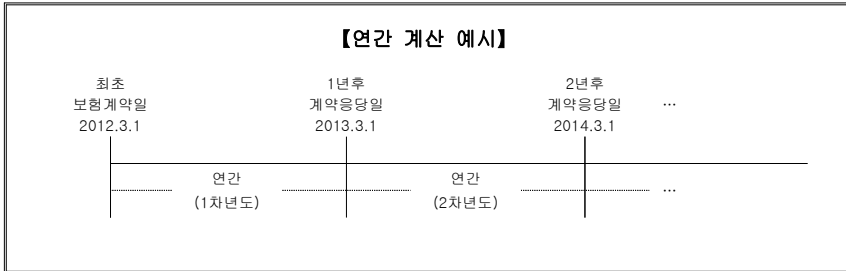 【연간 계산 예시】
최초 1년후 2년후
보험계약일 계약응당일 계약응당일 …
2012.3.1 2013.3.1 2014.3.1
연간 연간
…
(1차년도) (2차년도)